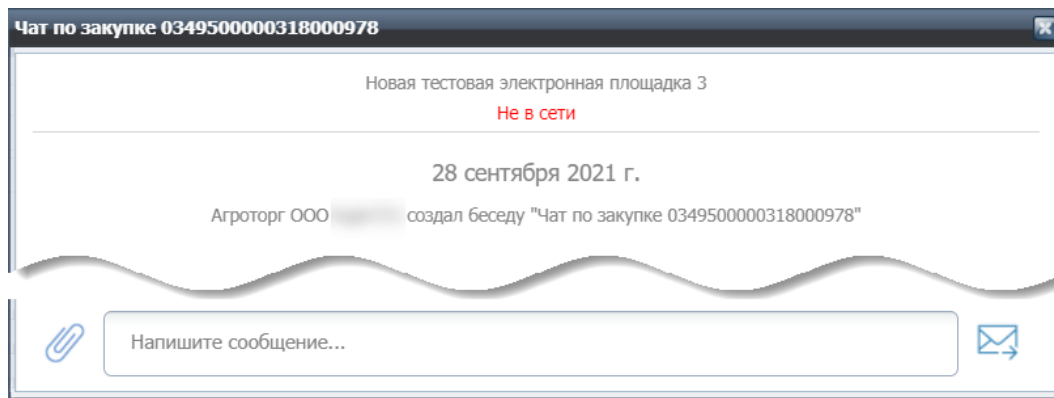 Чат по закупке 0349500000318000978
Новая тестовая электронная площадка 3
Не в сети
28 сентября 2021 г.
Агроторг ООО создал беседу "Чат по закупке 0349500000318000978"
Напишите сообщение...